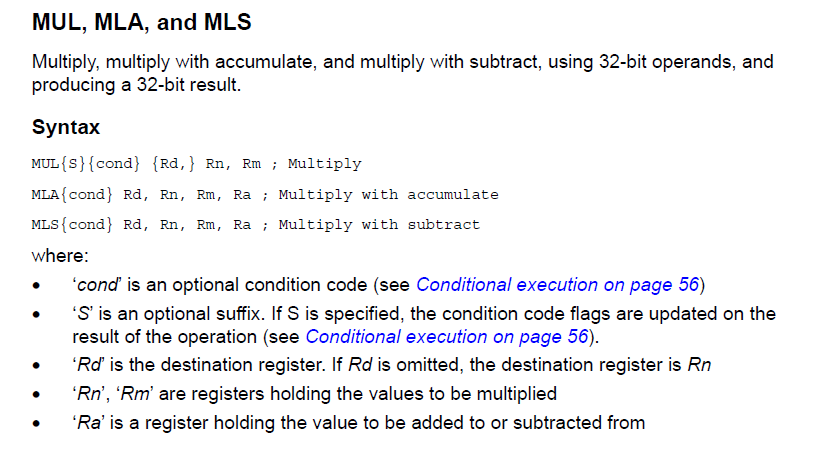 MUL, MLA, and MLS
Multiply, multiply with accumulate, and multiply with subtract, using 32-bit operands, and
producing a 32-bit result.
Syntax
MUL{S}{cond} {Rd,} Rn, Rm ; Multiply
MLA{cond} Rd, Rn, Rm, Ra ; Multiply with accumulate
MLS{cond} Rd, Rn, Rm, Ra ; Multiply with subtract
where:
• ‘cond’ is an optional condition code (see Conditional execution on page 56)
• ‘S’ is an optional suffix. If S is specified, the condition code flags are updated on the
result of the operation (see Conditional execution on page 56).
• ‘Rd’ is the destination register. If Rd is omitted, the destination register is Rn
• ‘Rn’, ‘Rm’ are registers holding the values to be multiplied
• ‘Ra’ is a register holding the value to be added to or subtracted from